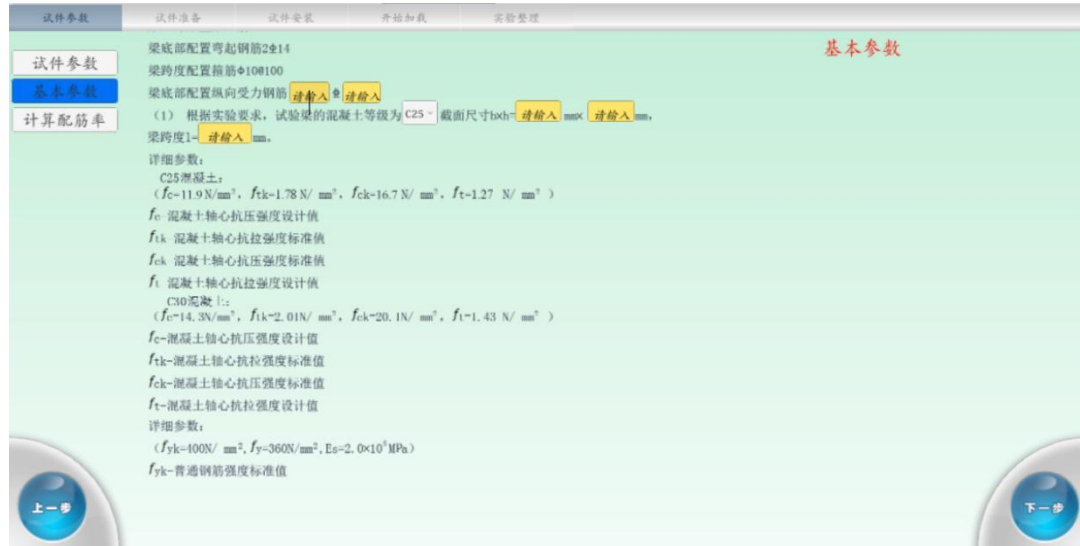 试件参数 试件准备 试件安装 开始加载 实验整理
基本参数
试件参数
基本参数
计算配筋率
梁底部配置弯起钢筋2Φ14
梁跨度配置箍筋Φ10@100
梁底部配置纵向受力钢筋 请输入 Φ 请输入
（1） 根据实验要求，试验梁的混凝土等级为 C25 截面尺寸b×h= 请输入 mm× 请输入 mm，
梁跨度l= 请输入 mm。
详细参数：
C25混凝土：
（fc=11.9N/mm²，ftk=1.78N/ mm²，fck=16.7N/ mm²，ft=1.27 N/ mm² ）
fc-混凝土轴心抗压强度设计值
ftk-混凝土轴心抗拉强度标准值
fck-混凝土轴心抗压强度标准值
ft-混凝土轴心抗拉强度设计值
C30混凝土：
（fc=14.3N/mm²，ftk=2.01N/ mm²，fck=20.1N/ mm²，ft=1.43 N/ mm² ）
fc-混凝土轴心抗压强度设计值
ftk-混凝土轴心抗拉强度标准值
fck-混凝土轴心抗压强度标准值
ft-混凝土轴心抗拉强度设计值
详细参数：
（fyk=400N/ mm²,fy=360N/mm²,Es=2.0×10⁵MPa）
fyk-普通钢筋强度标准值
上一步
下一步